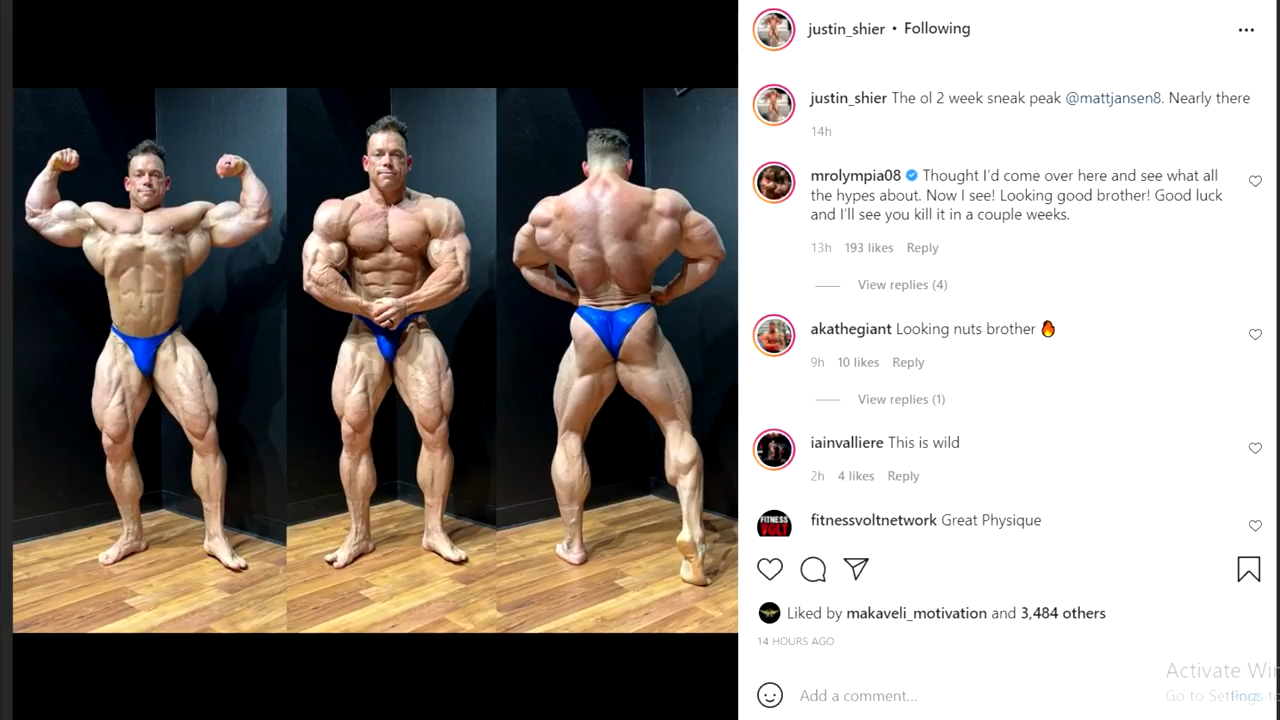 justin_shier • Following
justin_shier The ol 2 week sneak peak @mattjansen8. Nearly there
14h
mrolympia08 Thought I'd come over here and see what all
the hypes about. Now I see! Looking good brother! Good luck
and I'll see you kill it in a couple weeks.
13h 193 likes Reply
View replies (4)
akathegiant Looking nuts brother 🔥
9h 10 likes Reply
View replies (1)
iainvalliere This is wild
2h 4 likes Reply
FITNESS
VOLT
fitnessvoltnetwork Great Physique
Liked by makaveli_motivation and 3,484 others
14 HOURS AGO
Activate Wi
Add a comment...
Go to Settings t